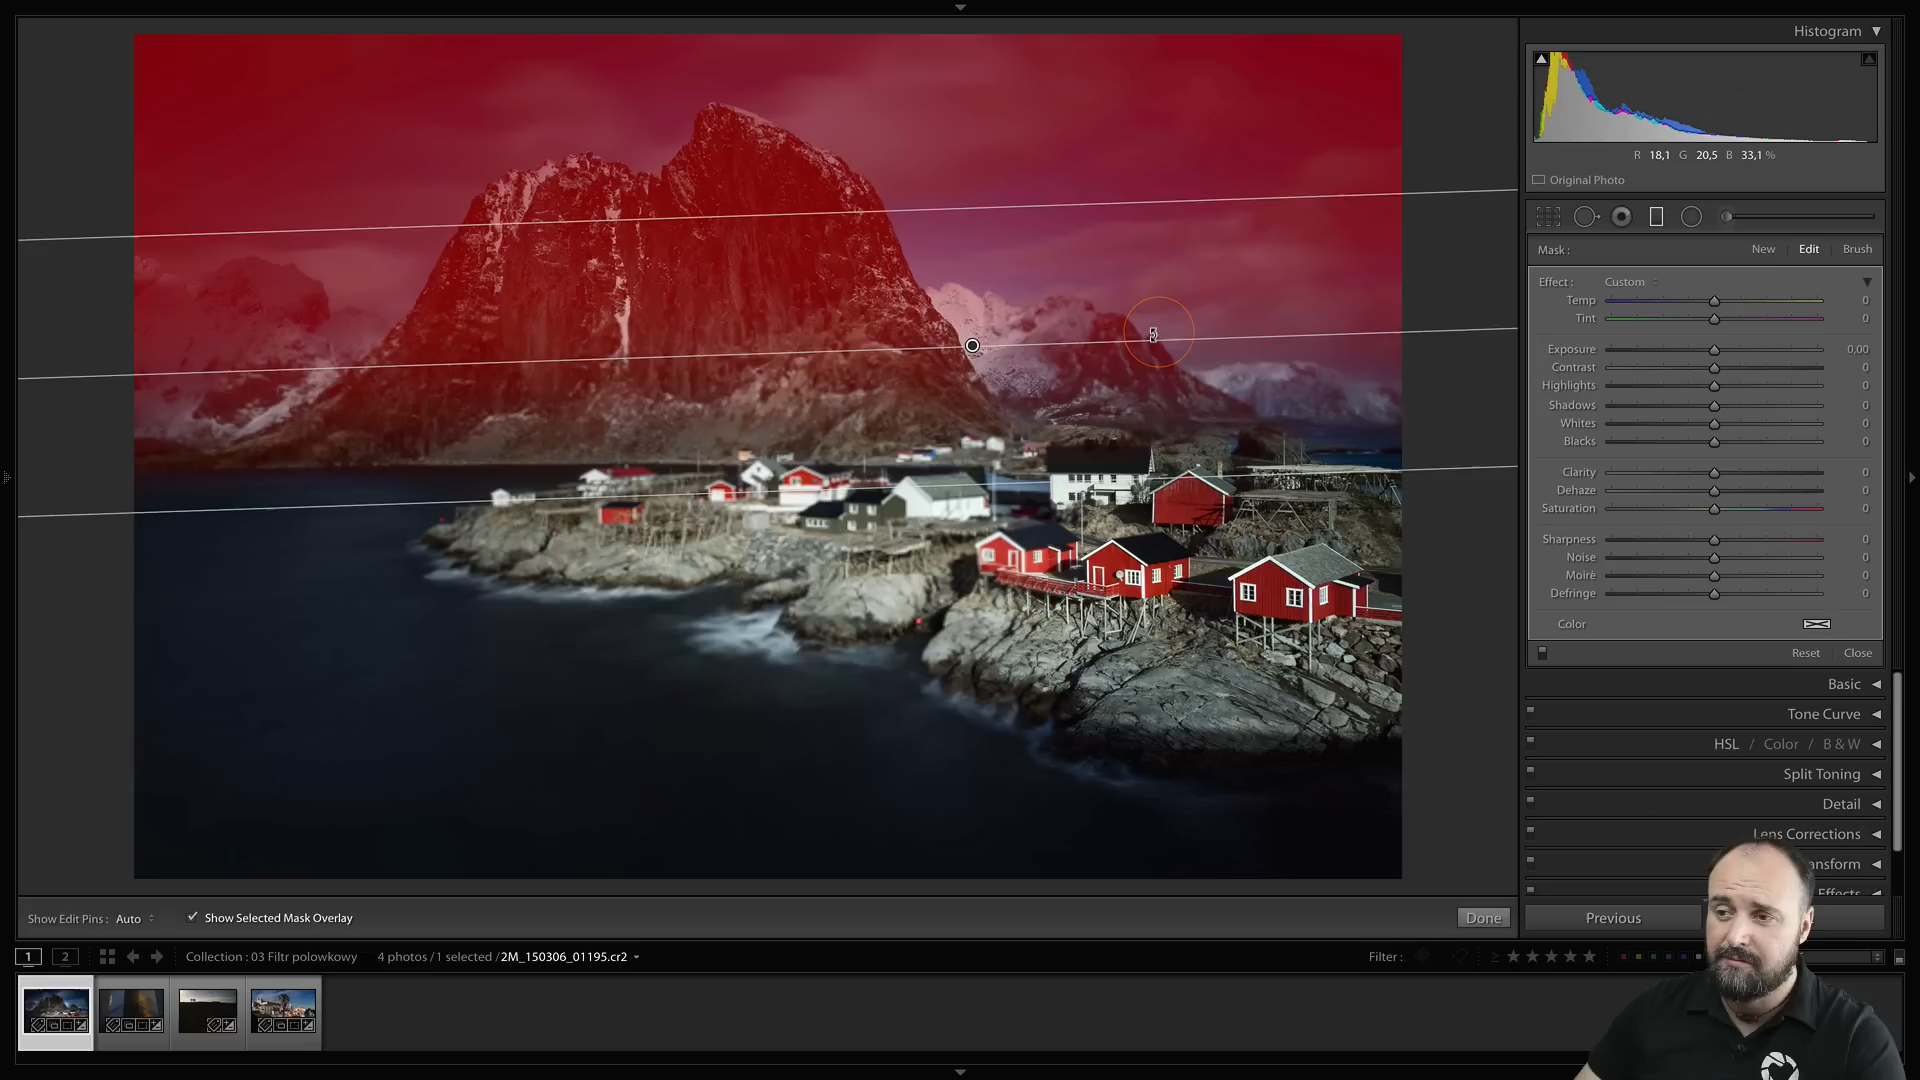 Histogram
R 18,1 G 20,5 B 33,1 %
Original Photo
Mask : New Edit Brush
Effect : Custom
Temp 0
Tint 0
Exposure 0,00
Contrast 0
Highlights 0
Shadows 0
Whites 0
Blacks 0
Clarity 0
Dehaze 0
Saturation 0
Sharpness 0
Noise 0
Moiré 0
Defringe 0
Color
Reset Close
Basic
Tone Curve
HSL / Color / B & W
Split Toning
Detail
Lens Corrections
ansform
Effects
Show Edit Pins : Auto Show Selected Mask Overlay Done Previous
1 2 Collection : 03 Filtr polowkowy 4 photos / 1 selected / 2M_150306_01195.cr2 Filter :